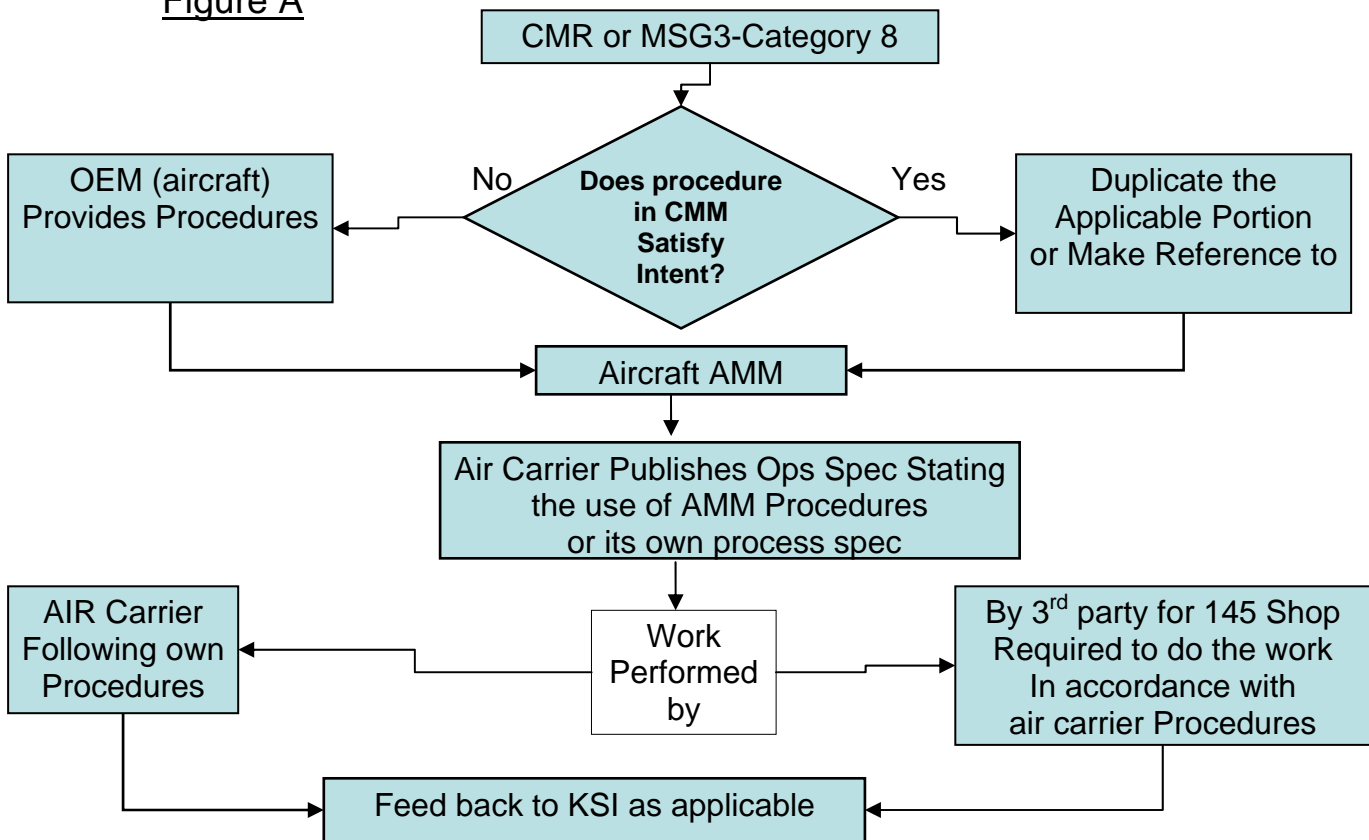 Figure A
CMR or MSG3-Category 8
Does procedure
in CMM
Satisfy
Intent?
No
Yes
OEM (aircraft)
Provides Procedures
Duplicate the
Applicable Portion
or Make Reference to
Aircraft AMM
Air Carrier Publishes Ops Spec Stating
the use of AMM Procedures
or its own process spec
Work
Performed
by
AIR Carrier
Following own
Procedures
By 3rd party for 145 Shop
Required to do the work
In accordance with
air carrier Procedures
Feed back to KSI as applicable